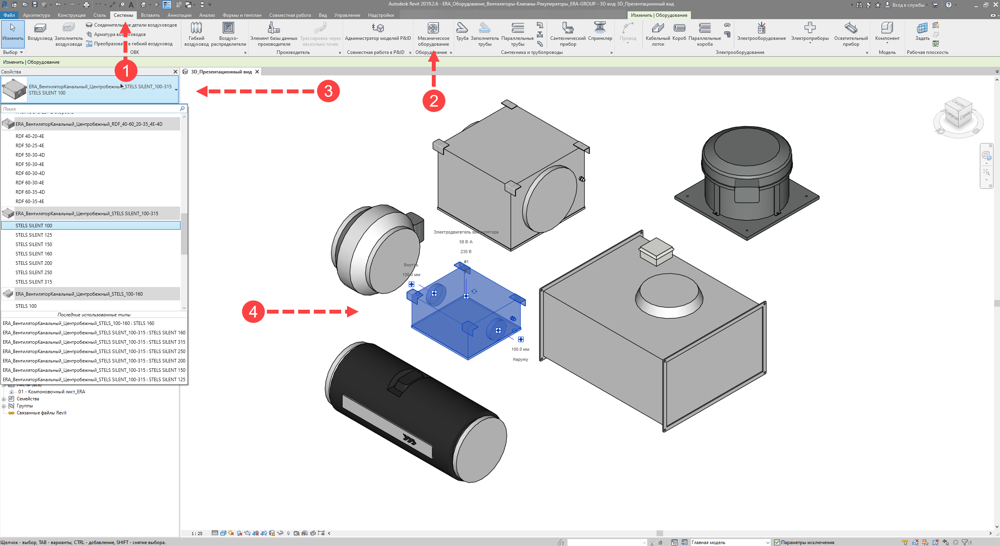 Autodesk Revit 2019.2.6 - ERA_Оборудование_Вентиляторы-Клапаны-Рекупираторы_ERA-GROUP - 3D вид: 3D_Презентационный вид
Вход в службы
Файл Архитектура Конструкция Сталь Системы Вставить Аннотации Анализ Формы и генплан Совместная работа Вид Управление Надстройки Изменить | Оборудование
Изменить
Воздуховод
Заполнитель воздуховода
Соединительные детали воздуховодов
Арматура воздуховодов
Преобразовать в гибкий воздуховод
Гибкий воздуховод
Воздухо-распределители
Элемент базы данных производителя
Трассировка через несколько точек
Администратор моделей P&ID
Механическое оборудование
Труба
Заполнитель трубы
Параллельные трубы
Сантехнический прибор
Спринклер
Провод
Кабельный лоток
Короб
Параллельные короба
Электрооборудование
Электроприборы
Осветительный прибор
Компонент
Задать
Выбор
ОВК
Производитель
Совместная работа в P&ID
Оборудование
Сантехника и трубопроводы
Электрооборудование
Модель
Рабочая плоскость
Изменить | Оборудование
Свойства
1
3D_Презентационный вид
ERA_ВентиляторКанальный_Центробежный_STELS SILENT_100-315
STELS SILENT 100
3
2
Поиск
ERA_ВентиляторКанальный_Центробежный_RDF_40-60_20-35_4E-4D
RDF 40-20-4E
RDF 50-25-4E
RDF 50-30-4D
RDF 50-30-4E
RDF 60-30-4D
RDF 60-30-4E
RDF 60-35-4D
RDF 60-35-4E
ERA_ВентиляторКанальный_Центробежный_STELS SILENT_100-315
STELS SILENT 100
STELS SILENT 125
STELS SILENT 150
STELS SILENT 160
STELS SILENT 200
STELS SILENT 250
STELS SILENT 315
ERA_ВентиляторКанальный_Центробежный_STELS_100-160
STELS 100
Последние использованные типы
ERA_ВентиляторКанальный_Центробежный_STELS_100-160 : STELS 160
ERA_ВентиляторКанальный_Центробежный_STELS SILENT_100-315 : STELS SILENT 160
ERA_ВентиляторКанальный_Центробежный_STELS SILENT_100-315 : STELS SILENT 315
ERA_ВентиляторКанальный_Центробежный_STELS SILENT_100-315 : STELS SILENT 250
ERA_ВентиляторКанальный_Центробежный_STELS SILENT_100-315 : STELS SILENT 200
ERA_ВентиляторКанальный_Центробежный_STELS SILENT_100-315 : STELS SILENT 150
ERA_ВентиляторКанальный_Центробежный_STELS SILENT_100-315 : STELS SILENT 125
Листы (все)
01 - Компоновочный лист_ERA
Семейства
Группы
Связанные файлы Revit
Сверху
Спереди
Справа
Электродвигатель вентилятора
58 В·А
230 В
#1
Внутрь
100.0 мм
4
100.0 мм
Наружу
1 : 25
Щелчок - выбор, TAB - варианты, CTRL - добавление, SHIFT - снятие выбора.
:0
Главная модель
Параметры исключения
:1